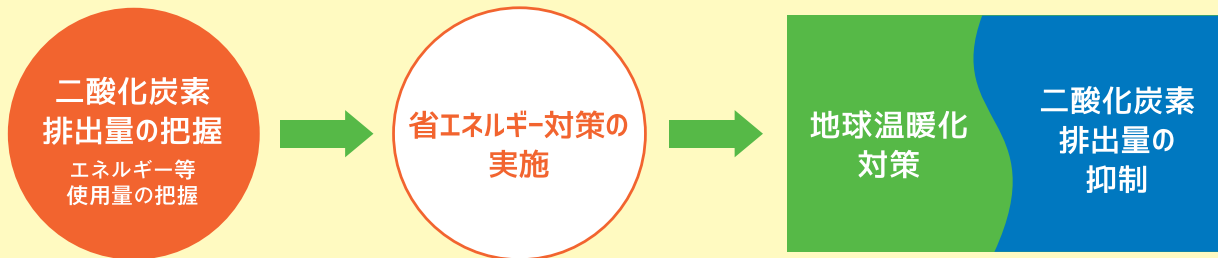 二酸化炭素
排出量の把握
エネルギー等
使用量の把握
省エネルギー対策の
実施
地球温暖化
対策
二酸化炭素
排出量の
抑制